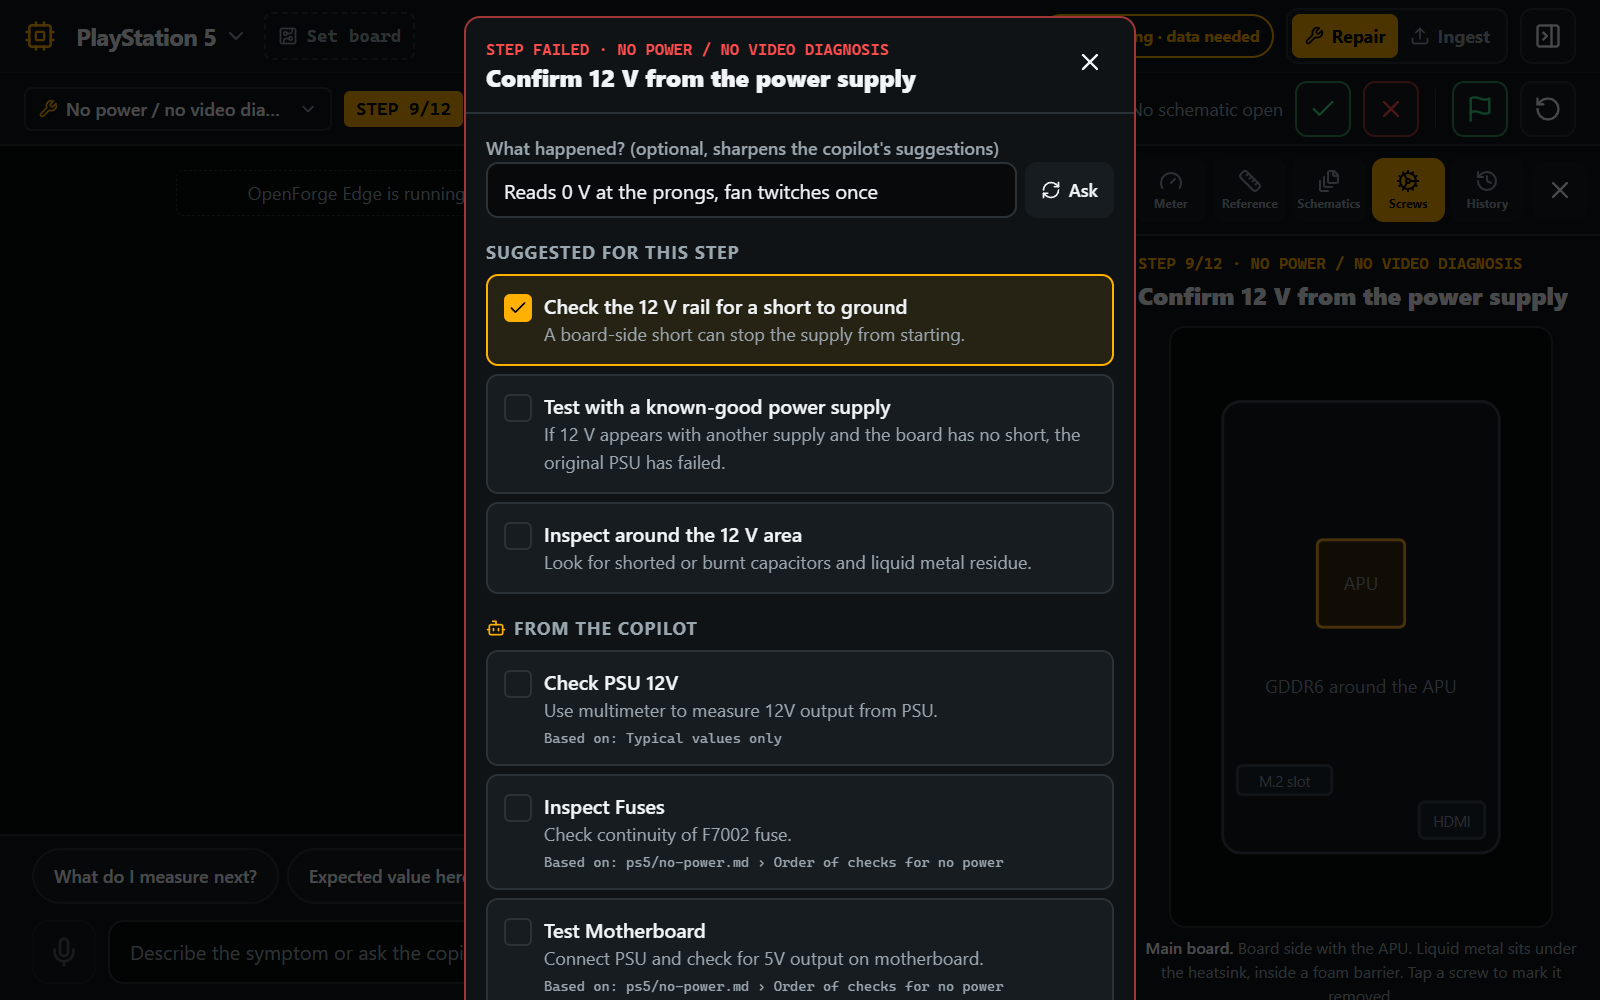 PlayStation 5
Set board
ng · data needed
Repair
Ingest
No power / no video dia...
STEP 9/12
No schematic open
OpenForge Edge is running
STEP FAILED · NO POWER / NO VIDEO DIAGNOSIS
Confirm 12 V from the power supply
What happened? (optional, sharpens the copilot's suggestions)
Reads 0 V at the prongs, fan twitches once
Ask
SUGGESTED FOR THIS STEP
Check the 12 V rail for a short to ground
A board-side short can stop the supply from starting.
Test with a known-good power supply
If 12 V appears with another supply and the board has no short, the
original PSU has failed.
Inspect around the 12 V area
Look for shorted or burnt capacitors and liquid metal residue.
FROM THE COPILOT
Check PSU 12V
Use multimeter to measure 12V output from PSU.
Based on: Typical values only
Inspect Fuses
Check continuity of F7002 fuse.
Based on: ps5/no-power.md › Order of checks for no power
Test Motherboard
Connect PSU and check for 5V output on motherboard.
Based on: ps5/no-power.md › Order of checks for no power
What do I measure next?
Expected value here
Describe the symptom or ask the copi
Meter
Reference
Schematics
Screws
History
STEP 9/12 · NO POWER / NO VIDEO DIAGNOSIS
Confirm 12 V from the power supply
APU
GDDR6 around the APU
M.2 slot
HDMI
Main board. Board side with the APU. Liquid metal sits under
the heatsink, inside a foam barrier. Tap a screw to mark it
removed.